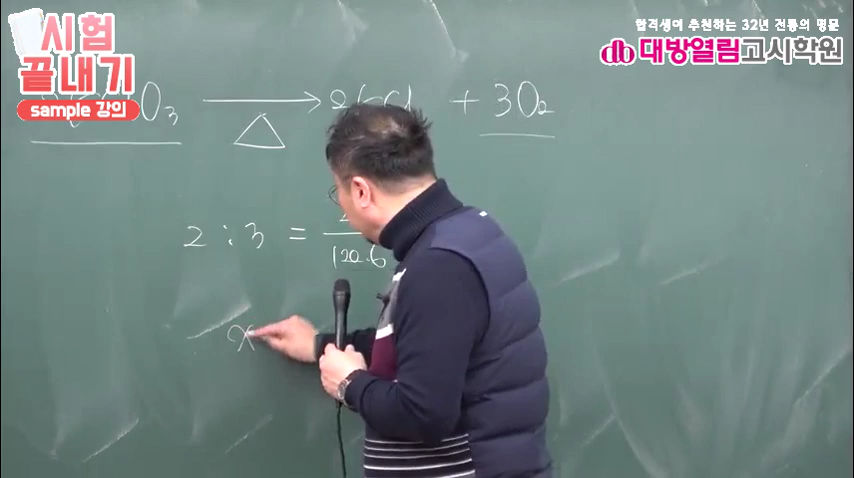 시험
끝내기
sample 강의
합격생이 추천하는 32년 전통의 명문
db 대방열림고시학원
O₃ → + 3O₂
△
2 : 3 =
120.6
x